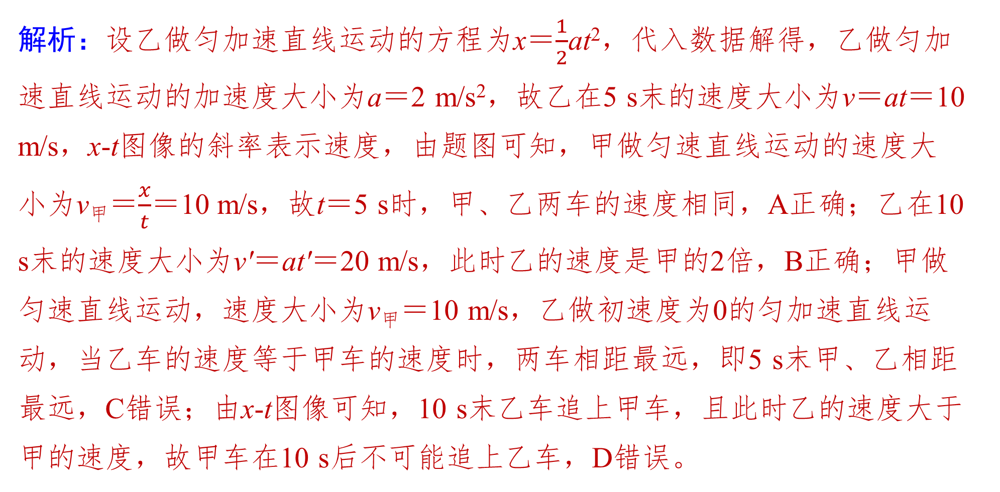 解析：设乙做匀加速直线运动的方程为x＝\frac{1}{2}at²，代入数据解得，乙做匀加
速直线运动的加速度大小为a＝2 m/s²，故乙在5 s末的速度大小为v＝at＝10
m/s，x-t图像的斜率表示速度，由题图可知，甲做匀速直线运动的速度大
小为v甲＝\frac{x}{t}＝10 m/s，故t＝5 s时，甲、乙两车的速度相同，A正确；乙在10
s末的速度大小为v′＝at′＝20 m/s，此时乙的速度是甲的2倍，B正确；甲做
匀速直线运动，速度大小为v甲＝10 m/s，乙做初速度为0的匀加速直线运
动，当乙车的速度等于甲车的速度时，两车相距最远，即5 s末甲、乙相距
最远，C错误；由x-t图像可知，10 s末乙车追上甲车，且此时乙的速度大于
甲的速度，故甲车在10 s后不可能追上乙车，D错误。